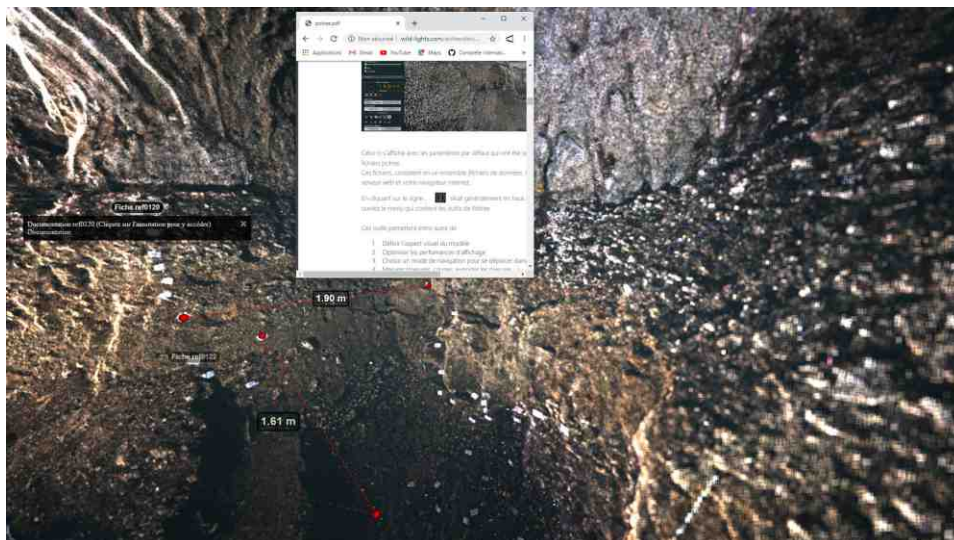 potree.pdf
Non sécurisé | wild-lights.com
Applications
Gmail
YouTube
Maps
Celui ci s'affiche avec les paramètres par défaut qui ont été
fichiers potree.
Ces fichiers, consistent en un ensemble (fichiers de données,
serveur web et votre navigateur internet.
En cliquant sur le signe situé généralement en haut
ouvrez le menu qui contient les outils de Potree
Ces outils permettent entre autre de
1 Définir l'aspect visuel du modèle
2 Optimiser les performances d'affichage
3 Choisir un mode de navigation pour se déplacer dans
Fiche ref0120
Documentation ref0120 (Cliquez sur l'annotation pour y accéder)
Documentation
1.90 m
Fiche ref0122
1.61 m